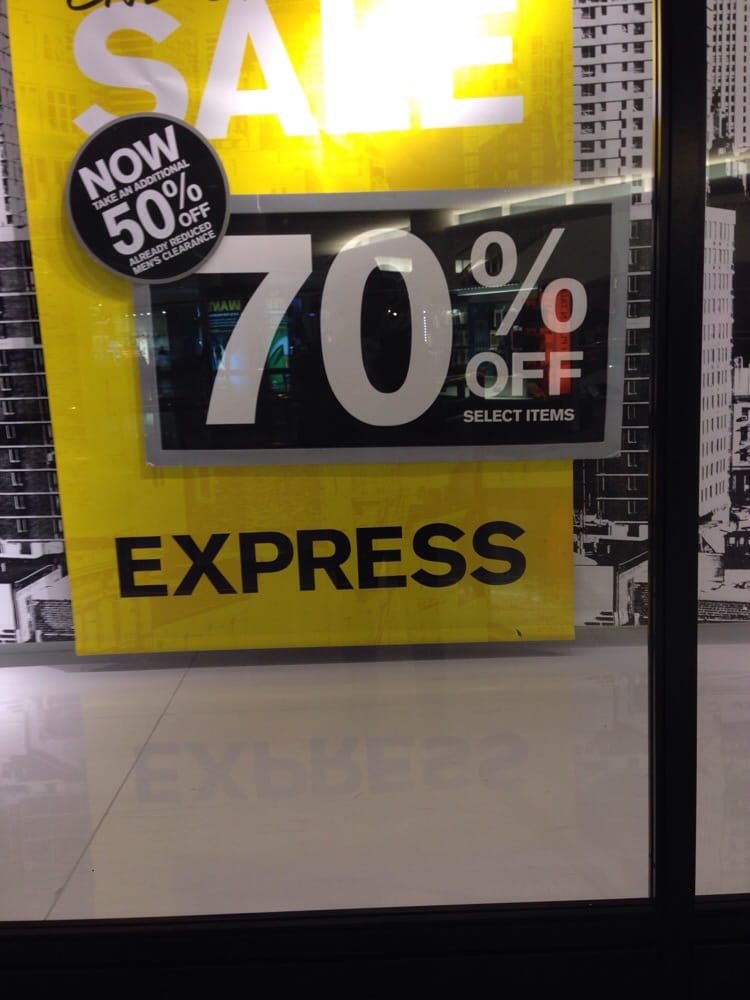 SALE
NOW
TAKE AN ADDITIONAL
50% OFF
ALREADY REDUCED
MEN'S CLEARANCE
70% OFF
SELECT ITEMS
EXPRESS